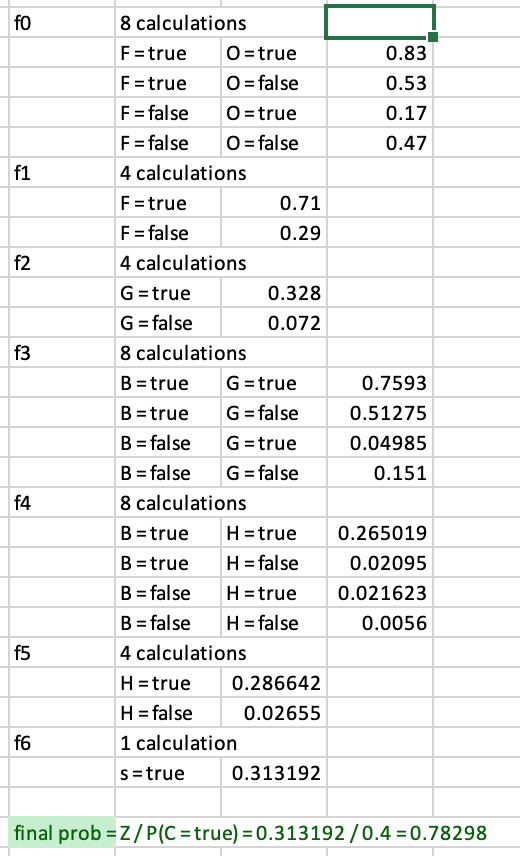 f0 8 calculations
F = true O = true 0.83
F = true O = false 0.53
F = false O = true 0.17
F = false O = false 0.47
f1 4 calculations
F = true 0.71
F = false 0.29
f2 4 calculations
G = true 0.328
G = false 0.072
f3 8 calculations
B = true G = true 0.7593
B = true G = false 0.51275
B = false G = true 0.04985
B = false G = false 0.151
f4 8 calculations
B = true H = true 0.265019
B = true H = false 0.02095
B = false H = true 0.021623
B = false H = false 0.0056
f5 4 calculations
H = true 0.286642
H = false 0.02655
f6 1 calculation
s = true 0.313192
final prob = Z / P(C = true) = 0.313192 / 0.4 = 0.78298